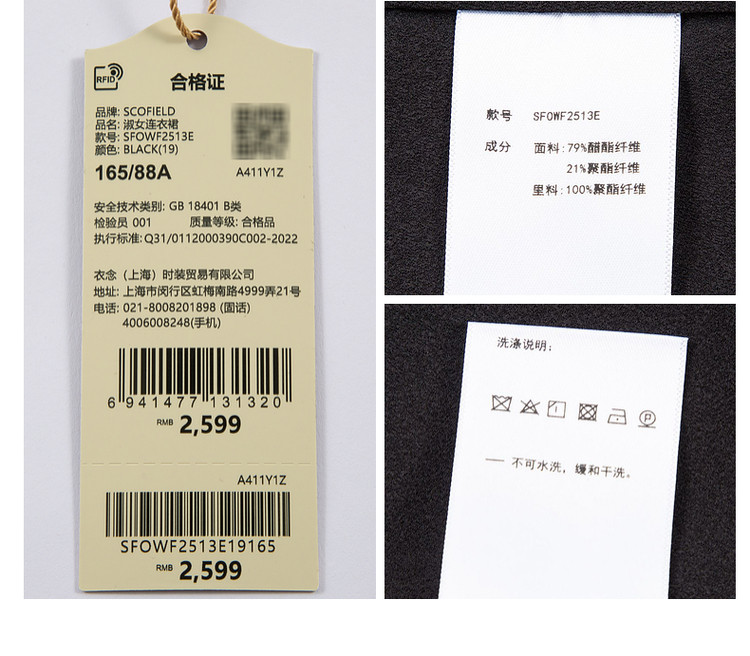 RFID
合格证
品牌: SCOFIELD
品名: 淑女连衣裙
款号: SFOWF2513E
颜色: BLACK(19)
165/88A
A411Y1Z
安全技术类别: GB 18401 B类
检验员 001 质量等级: 合格品
执行标准: Q31/0112000390C002-2022
衣念（上海）时装贸易有限公司
地址: 上海市闵行区虹梅南路4999弄21号
电话: 021-8008201898 (固话)
4006008248(手机)
6 941477 131320
RMB 2,599
A411Y1Z
SFOWF2513E19165
RMB 2,599
款号 SFOWF2513E
成分 面料:79%醋酯纤维
21%聚酯纤维
里料:100%聚酯纤维
洗涤说明:
P
— 不可水洗，缓和干洗。